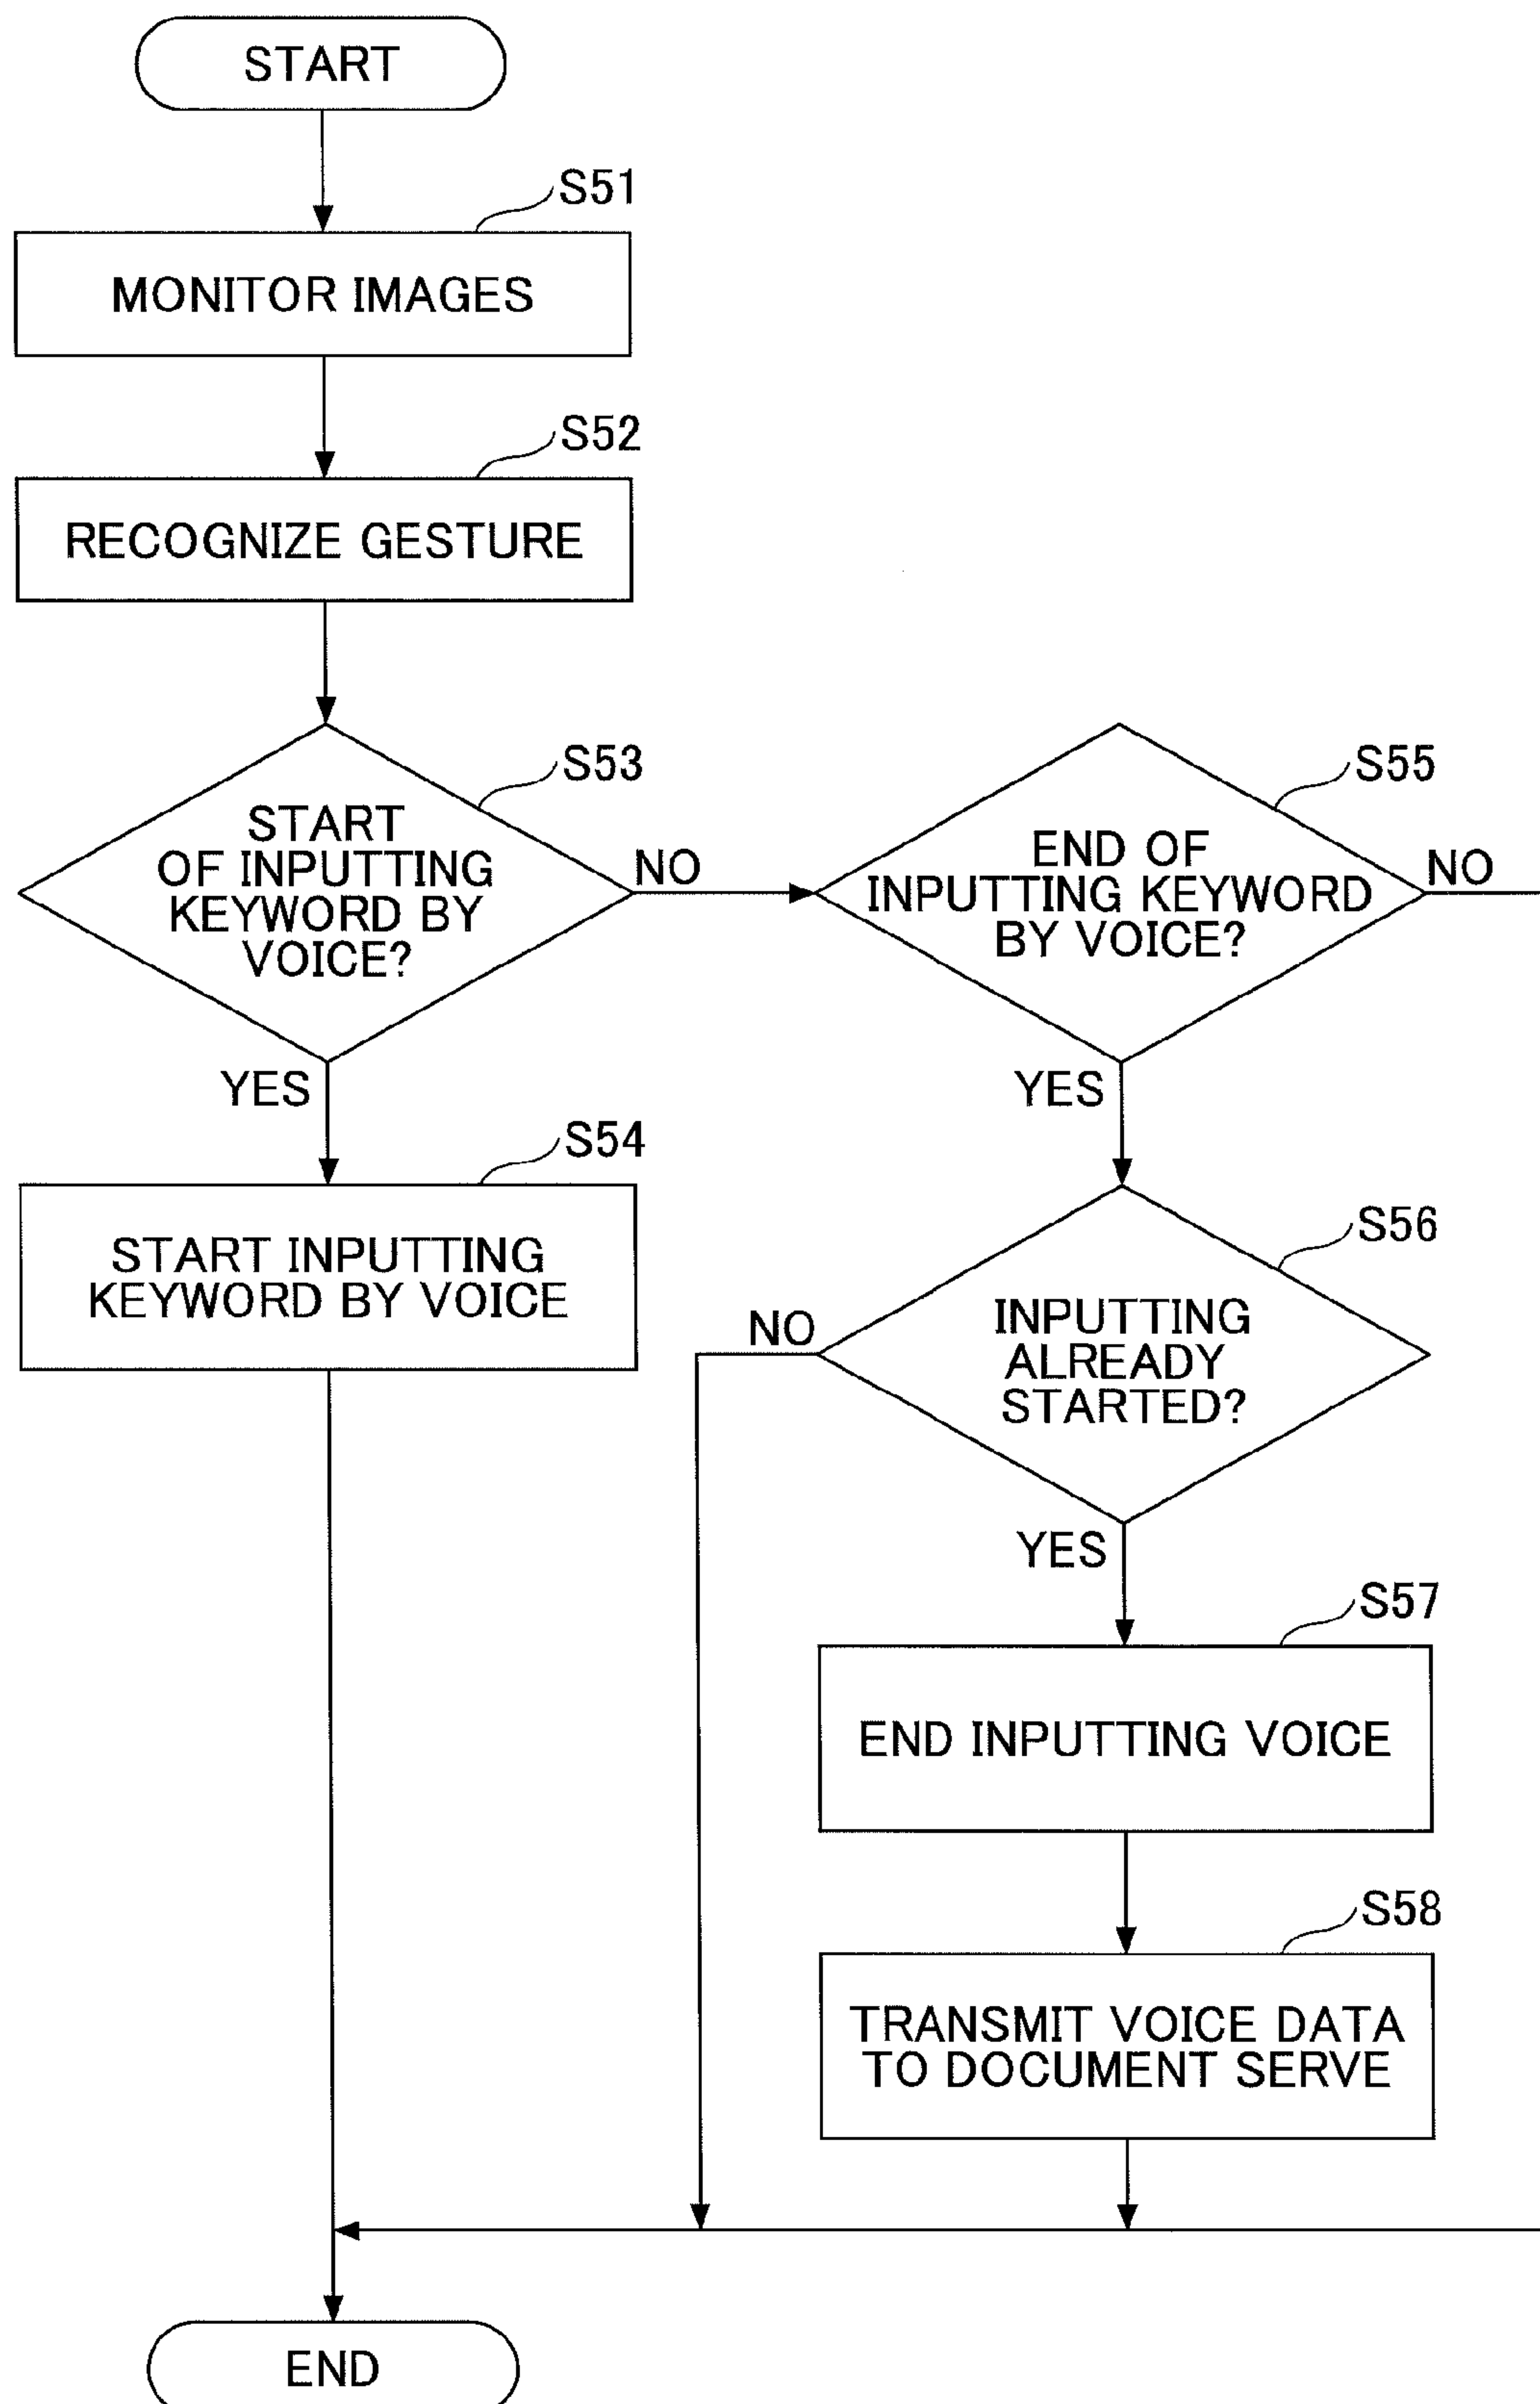 START
S51
MONITOR IMAGES
S52
RECOGNIZE GESTURE
S53
START
OF INPUTTING
KEYWORD BY
VOICE?
NO
YES
S54
START INPUTTING
KEYWORD BY VOICE
S55
END OF
INPUTTING KEYWORD
BY VOICE?
NO
YES
S56
INPUTTING
ALREADY
STARTED?
NO
YES
S57
END INPUTTING VOICE
S58
TRANSMIT VOICE DATA
TO DOCUMENT SERVE
END